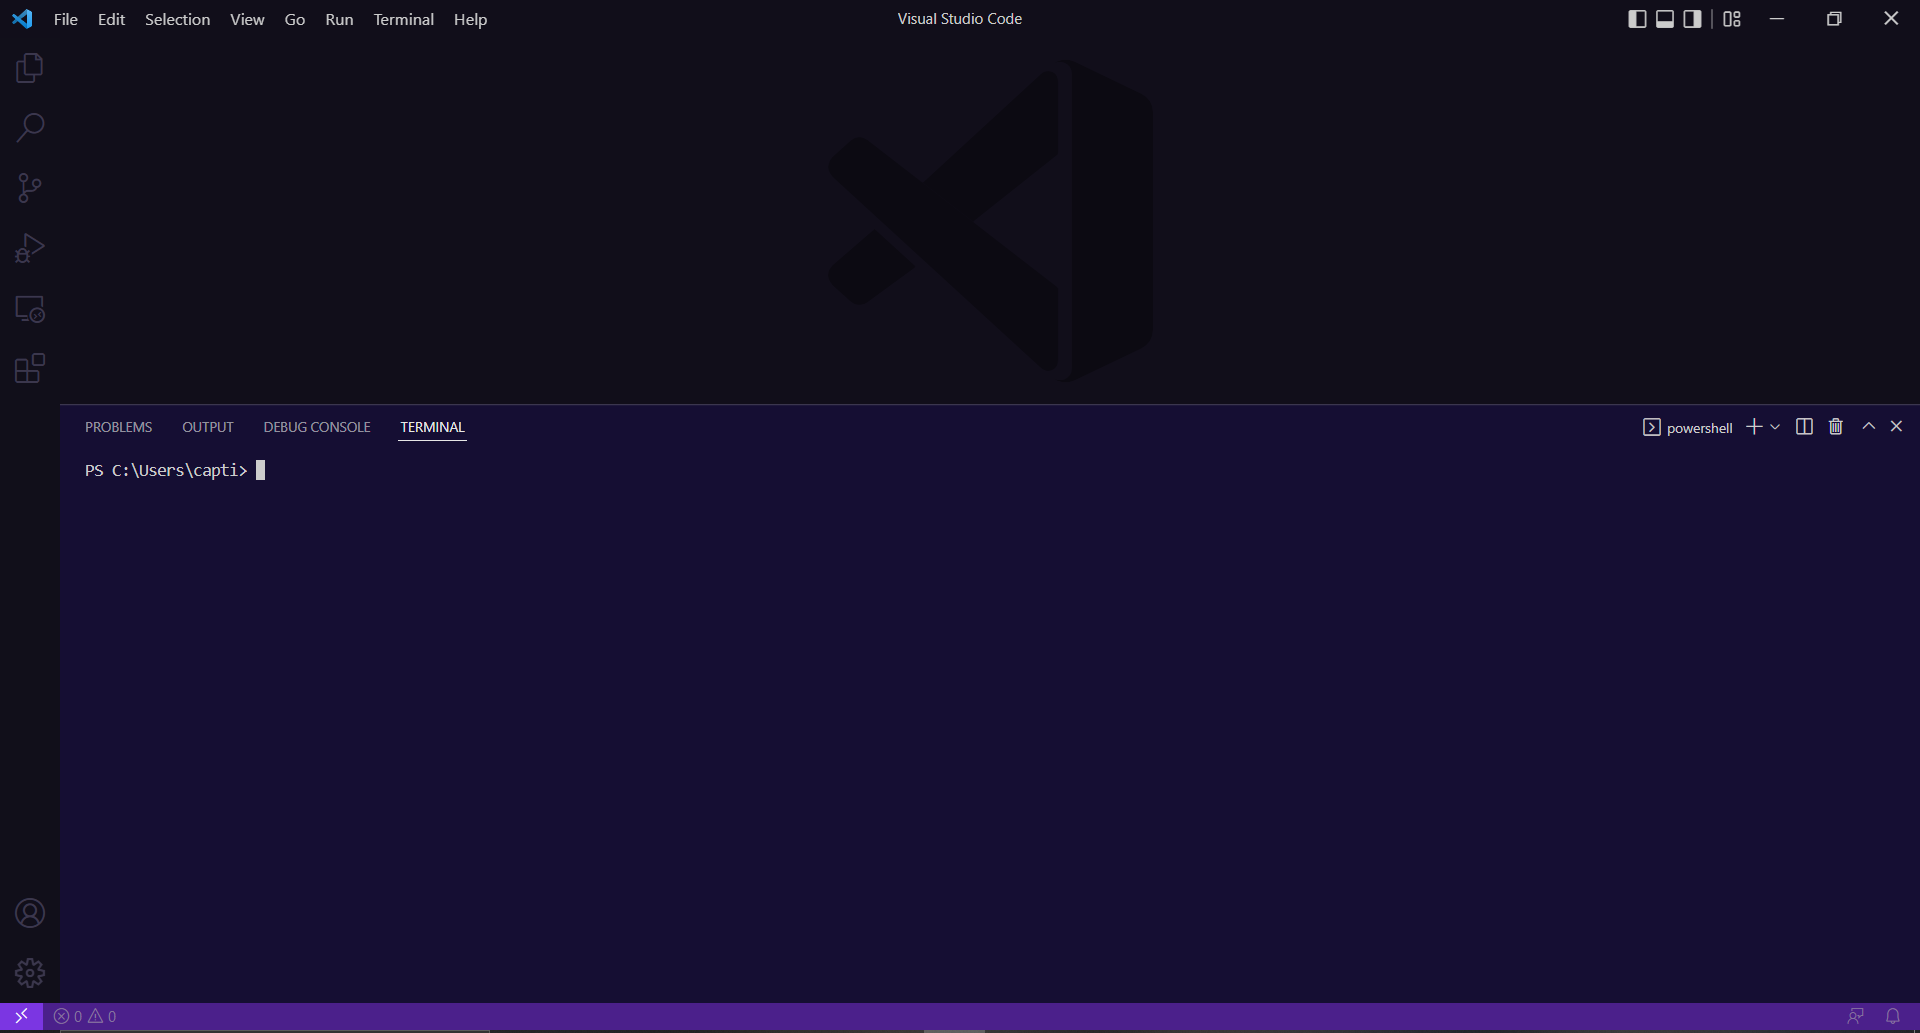 File Edit Selection View Go Run Terminal Help
Visual Studio Code
PROBLEMS OUTPUT DEBUG CONSOLE TERMINAL
powershell
PS C:\Users\capti>
0 0